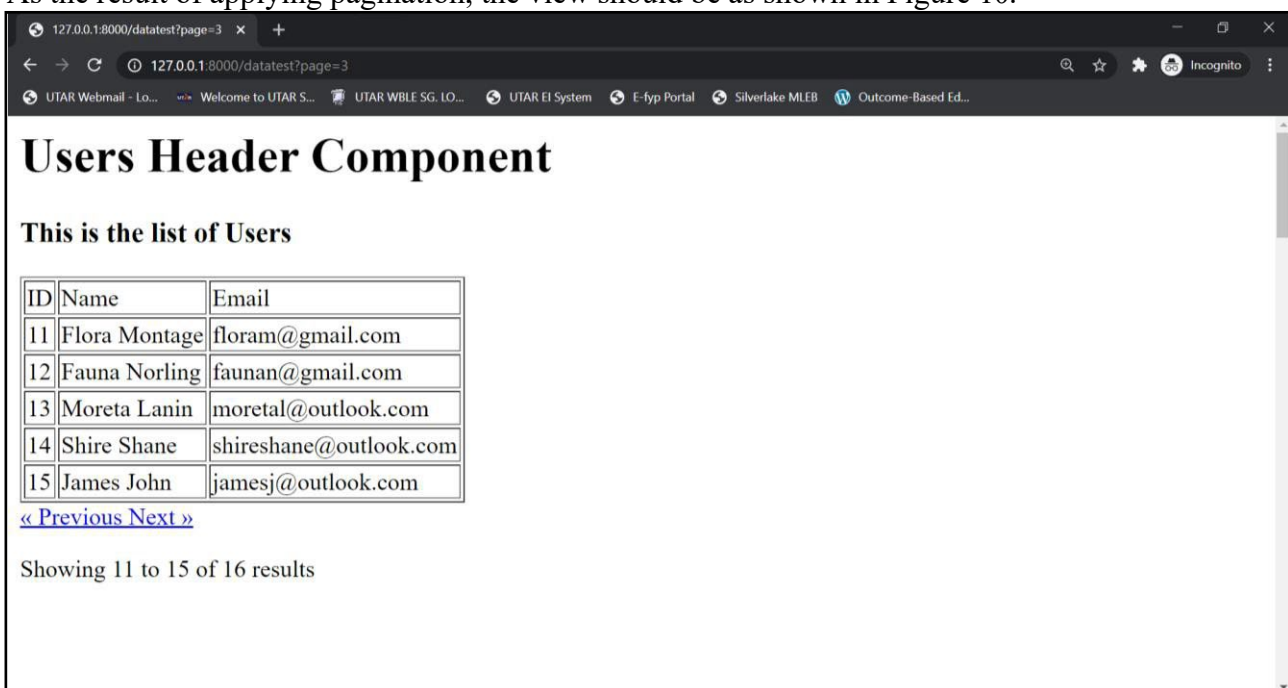 As the result of applying pagination, the view should be as shown in Figure 10.
127.0.0.1:8000/datatest?page=3
127.0.0.1:8000/datatest?page=3 Incognito
UTAR Webmail - Lo... Welcome to UTAR S... UTAR WBLE SG. LO... UTAR EI System E-fyp Portal Silverlake MLEB Outcome-Based Ed...
Users Header Component
This is the list of Users
ID Name Email
11 Flora Montage floram@gmail.com
12 Fauna Norling faunan@gmail.com
13 Moreta Lanin moretal@outlook.com
14 Shire Shane shireshane@outlook.com
15 James John jamesj@outlook.com
« Previous Next »
Showing 11 to 15 of 16 results